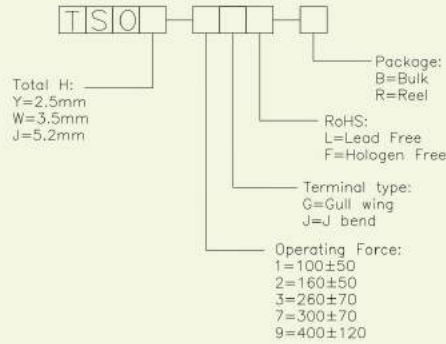 TSO
Package:
B=Bulk
R=Reel
Total H:
Y=2.5mm
W=3.5mm
J=5.2mm
RoHS:
L=Lead Free
F=Hologen Free
Terminal type:
G=Gull wing
J=J bend
Operating Force:
1=100±50
2=160±50
3=260±70
7=300±70
9=400±120